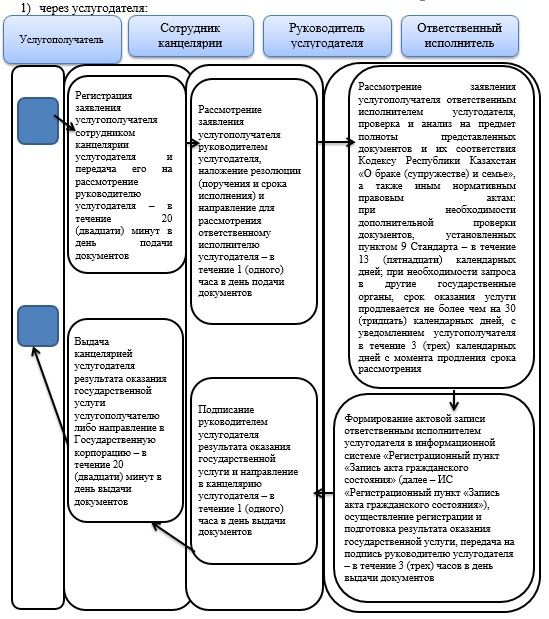 1) через услугодателя:
Услугополучатель
Сотрудник
канцелярии
Руководитель
услугодателя
Ответственный
исполнитель
Регистрация
заявления
услугополучателя
сотрудником
канцелярии
услугодателя и
передача его на
рассмотрение
руководителю
услугодателя – в
течение 20
(двадцати) минут в
день подачи
документов
Рассмотрение
заявления
услугополучателя
руководителем
услугодателя,
наложение резолюции
(поручения и срока
исполнения) и
направление для
рассмотрения
ответственному
исполнителю
услугодателя – в
течение 1 (одного)
часа в день подачи
документов
Рассмотрение заявления
услугополучателя ответственным
исполнителем услугодателя,
проверка и анализ на предмет
полноты представленных
документов и их соответствия
Кодексу Республики Казахстан
«О браке (супружестве) и семье»,
а также иным нормативным
правовым актам:
при необходимости
дополнительной проверки
документов, установленных
пунктом 9 Стандарта – в течение
13 (пятнадцати) календарных
дней; при необходимости запроса
в другие государственные
органы, срок оказания услуги
продлевается не более чем на 30
(тридцать) календарных дней, с
уведомлением услугополучателя
в течение 3 (трех) календарных
дней с момента продления срока
рассмотрения
Формирование актовой записи
ответственным исполнителем
услугодателя в информационной
системе «Регистрационный пункт
«Запись акта гражданского
состояния» (далее – ИС
«Регистрационный пункт «Запись
акта гражданского состояния»),
осуществление регистрации и
подготовка результата оказания
государственной услуги, передача на
подпись руководителю услугодателя
– в течение 3 (трех) часов в день
выдачи документов
Подписание
руководителем
услугодателя
результата оказания
государственной
услуги и направление
в канцелярию
услугодателя – в
течение 1 (одного)
часа в день выдачи
документов
Выдача
канцелярией
услугодателя
результата оказания
государственной
услуги
услугополучателю
либо направление в
Государственную
корпорацию – в
течение 20
(двадцати) минут в
день выдачи
документов